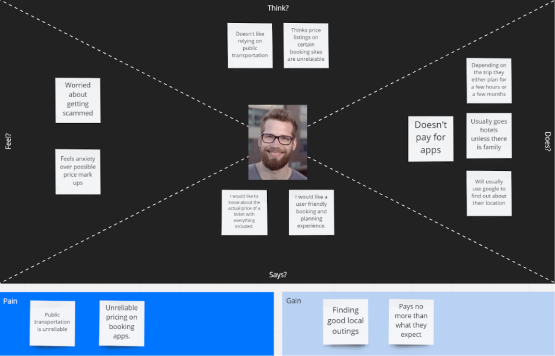 Think?
Doesn't like
relying on
public
transportation
Thinks price
listings on
certain
booking sites
are unrelaiable
Feel?
Worried
about
getting
scammed
Feels anxiety
over possible
price mark
ups
Does?
Depending on
the trip they
either plan for
a few hours or
a few months
Doesn't
pay for
apps
Usually goes
hotels
unless there
is family
Will usually
use google to
find out about
their location
I would like to
know about the
actual price of a
ticket with
everything
included.
I would like a
user friendly
booking and
planning
experience.
Says?
Pain
Public
transportation
is unreliable
Unreliable
pricing on
booking
apps.
Gain
Finding
good local
outings
Pays no
more than
what they
expect